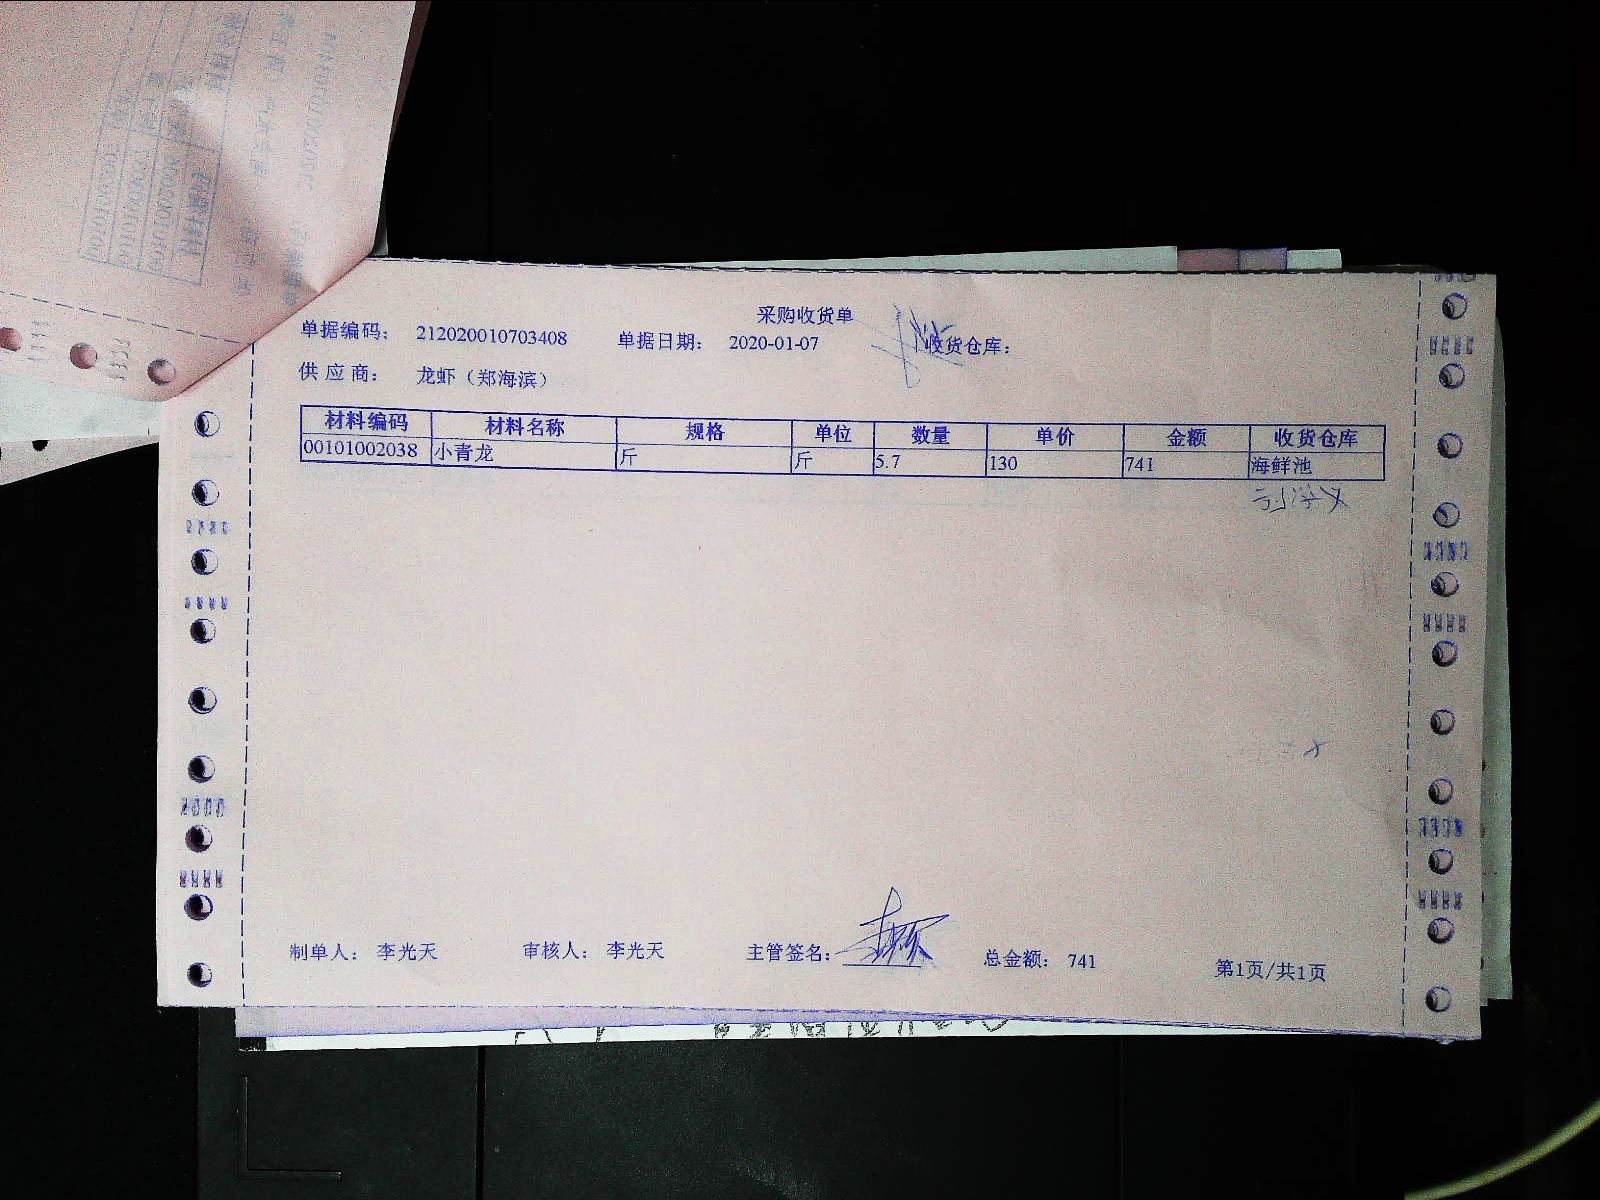 采购收货单
单据编码: 212020010703408 单据日期: 2020-01-07 收货仓库:
供应商: 龙虾（郑海滨）
材料编码 材料名称 规格 单位 数量 单价 金额 收货仓库
00101002038 小青龙 斤 斤 5.7 130 741 海鲜池
制单人: 李光天 审核人: 李光天 主管签名: 总金额: 741 第1页/共1页